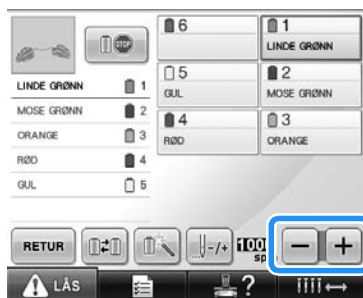 6
1
LINDE GRØNN
LINDE GRØNN 1
5
GUL
2
MOSE GRØNN
MOSE GRØNN 2
ORANGE 3
4
RØD
3
ORANGE
RØD 4
GUL 5
RETUR
-/+
− +
LÅS
?